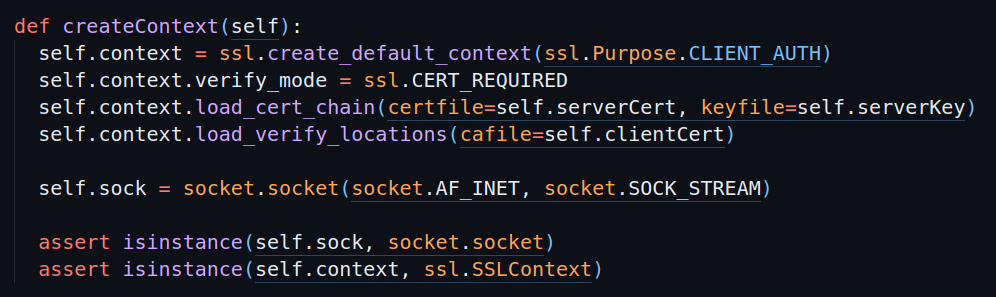 def createContext(self):
  self.context = ssl.create_default_context(ssl.Purpose.CLIENT_AUTH)
  self.context.verify_mode = ssl.CERT_REQUIRED
  self.context.load_cert_chain(certfile=self.serverCert, keyfile=self.serverKey)
  self.context.load_verify_locations(cafile=self.clientCert)

  self.sock = socket.socket(socket.AF_INET, socket.SOCK_STREAM)

  assert isinstance(self.sock, socket.socket)
  assert isinstance(self.context, ssl.SSLContext)